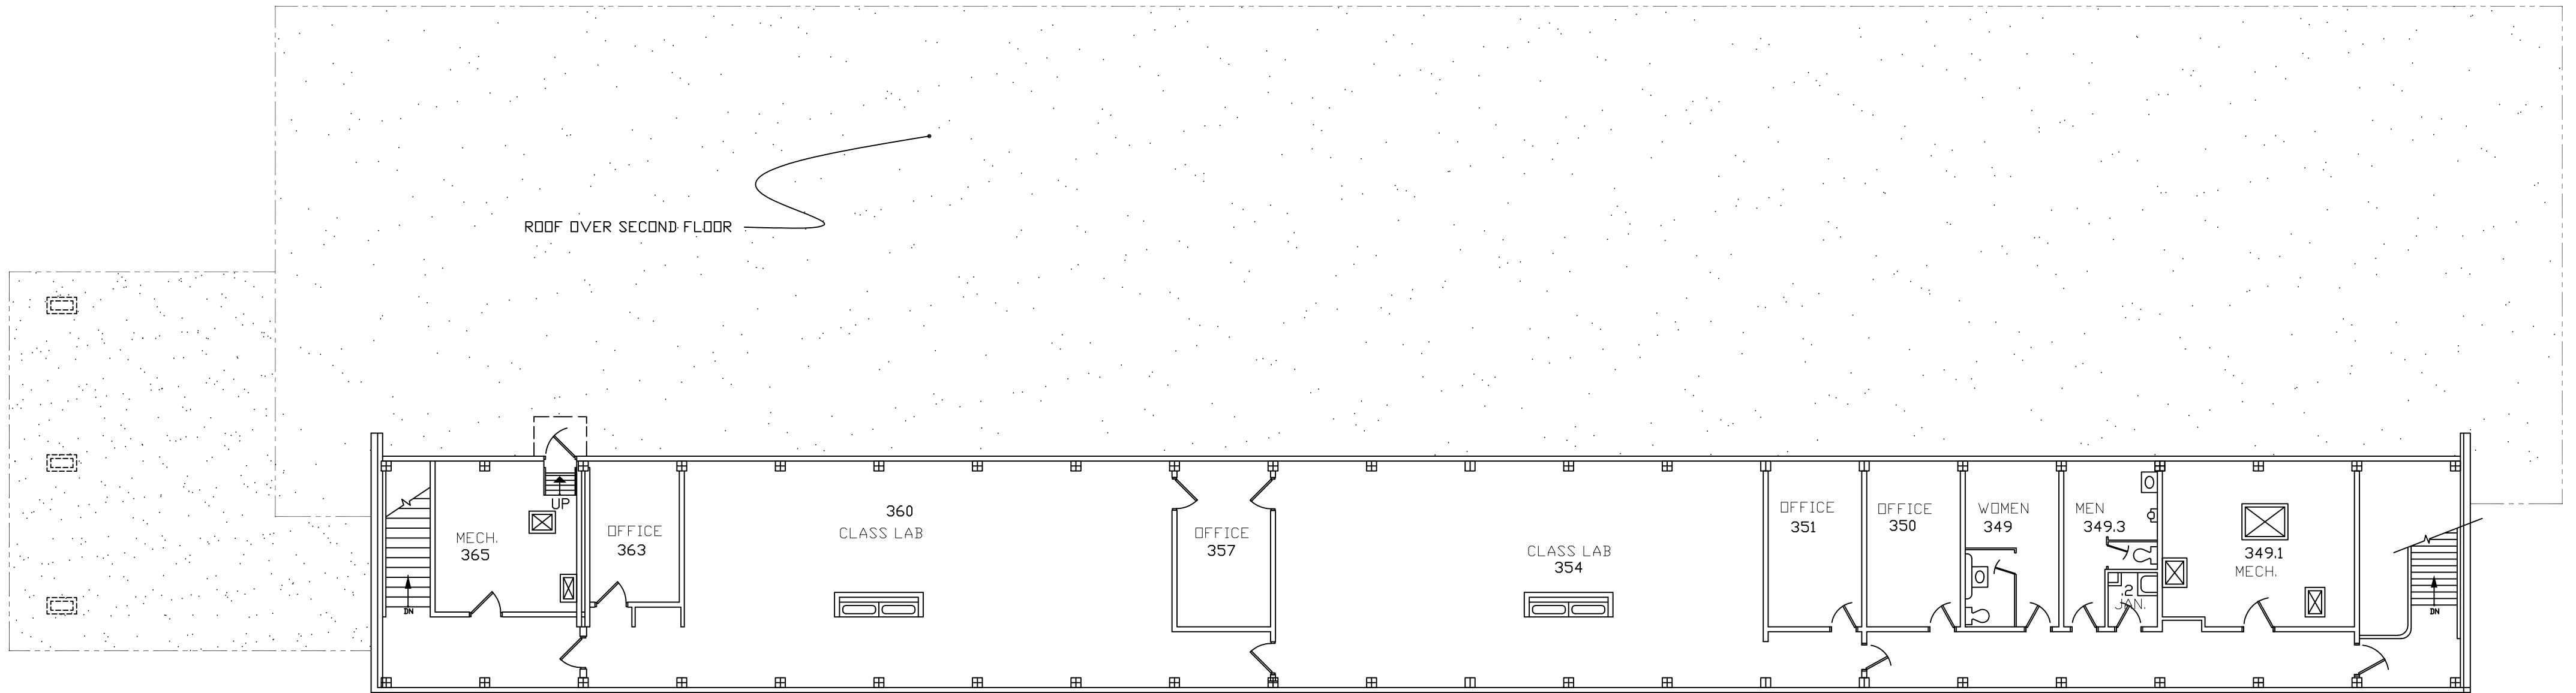 ROOF OVER SECOND FLOOR
UP
MECH.
365
DN
OFFICE
363
360
CLASS LAB
OFFICE
357
CLASS LAB
354
OFFICE
351
OFFICE
350
WOMEN
349
MEN
349.3
.2
JAN.
349.1
MECH.
DN